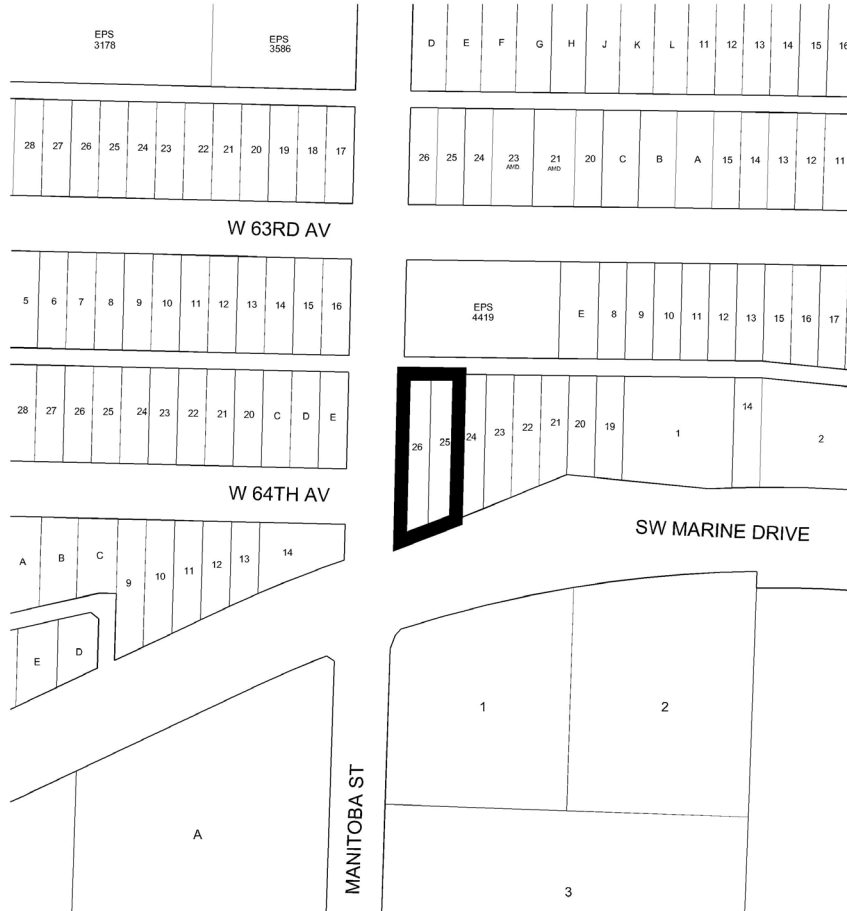 EPS
3178
EPS
3586
D E F G H J K L 11 12 13 14 15 16
28 27 26 25 24 23 22 21 20 19 18 17
26 25 24 23 21 20 C B A 15 14 13 12 11
AMD AMD
W 63RD AV
5 6 7 8 9 10 11 12 13 14 15 16
EPS
4419
E 8 9 10 11 12 13 15 16 17
28 27 26 25 24 23 22 21 20 C D E
26 25 24 23 22 21 20 19 1 14 2
W 64TH AV
SW MARINE DRIVE
A B C 9 10 11 12 13 14
E D
1 2
MANITOBA ST
A
3